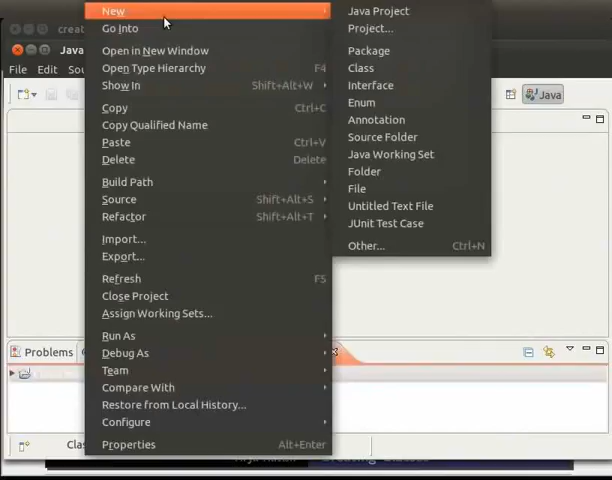 New
Java Project
creat
Go Into
Project...
Java
Open in New Window
Package
File Edit Sou
Open Type Hierarchy F4
Class
Show In Shift+Alt+W
Interface
Java
Copy Ctrl+C
Enum
Copy Qualified Name
Annotation
Paste Ctrl+V
Source Folder
Delete Delete
Java Working Set
Build Path
Folder
Source Shift+Alt+S
File
Refactor Shift+Alt+T
Untitled Text File
JUnit Test Case
Import...
Other... Ctrl+N
Export...
Refresh F5
Close Project
Assign Working Sets...
Run As
Problems
Debug As
Team
Compare With
Restore from Local History...
Configure
Clas
Properties Alt+Enter